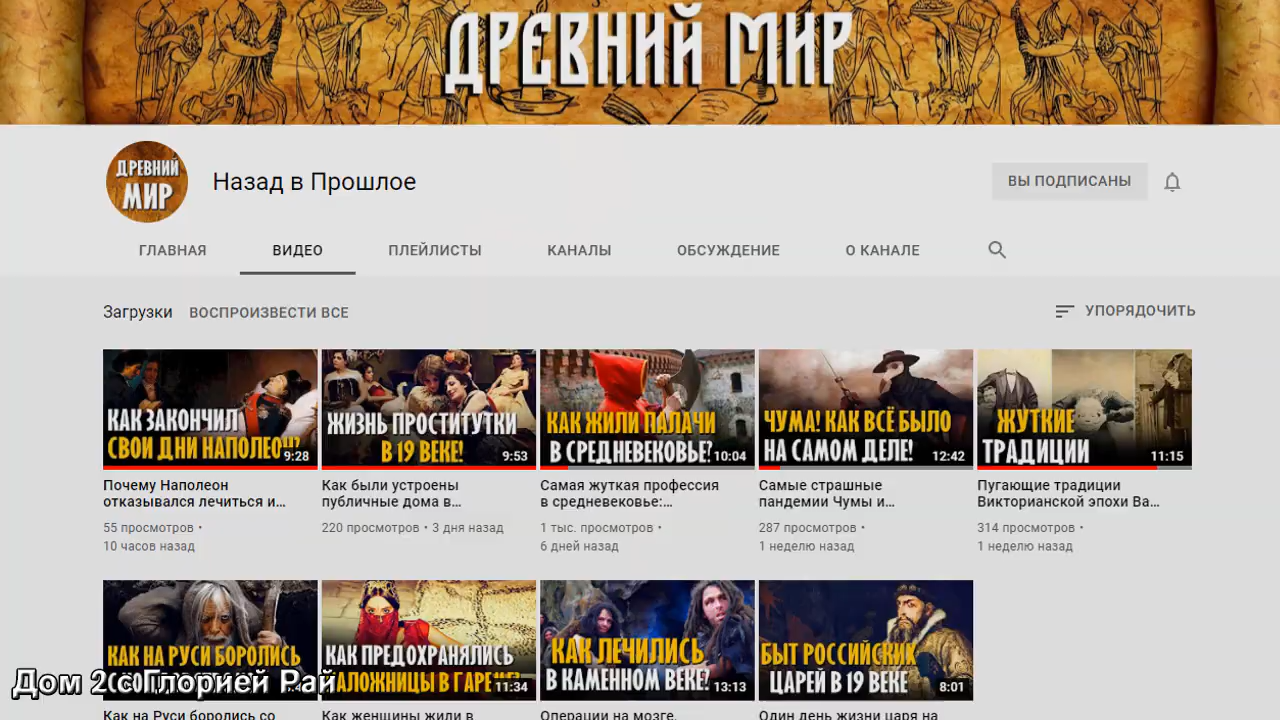 ДРЕВНИЙ МИР
ДРЕВНИЙ
МИР
Назад в Прошлое
ВЫ ПОДПИСАНЫ
ГЛАВНАЯ
ВИДЕО
ПЛЕЙЛИСТЫ
КАНАЛЫ
ОБСУЖДЕНИЕ
О КАНАЛЕ
Загрузки
ВОСПРОИЗВЕСТИ ВСЕ
УПОРЯДОЧИТЬ
КАК ЗАКОНЧИЛ
СВОИ ДНИ НАПОЛЕОН?
9:28
ЖИЗНЬ ПРОСТИТУТКИ
В 19 ВЕКЕ!
9:53
КАК ЖИЛИ ПАЛАЧИ
В СРЕДНЕВЕКОВЬЕ?
10:04
ЧУМА! КАК ВСЁ БЫЛО
НА САМОМ ДЕЛЕ!
12:42
ЖУТКИЕ
ТРАДИЦИИ
11:15
Почему Наполеон
отказывался лечиться и…
55 просмотров •
10 часов назад
Как были устроены
публичные дома в…
220 просмотров • 3 дня назад
Самая жуткая профессия
в средневековье:…
1 тыс. просмотров •
6 дней назад
Самые страшные
пандемии Чумы и…
287 просмотров •
1 неделю назад
Пугающие традиции
Викторианской эпохи Ва…
314 просмотров •
1 неделю назад
КАК НА РУСИ БОРОЛИСЬ
КАК ПРЕДОХРАНЯЛИСЬ
НАЛОЖНИЦЫ В ГАРЕМЕ?
11:34
КАК ЛЕЧИЛИСЬ
В КАМЕННОМ ВЕКЕ?
13:13
БЫТ РОССИЙСКИХ
ЦАРЕЙ В 19 ВЕКЕ
8:01
Дом 2 с Глорией Рай
Как на Руси боролись со
Как женщины жили в
Операции на мозге,
Один день жизни царя на